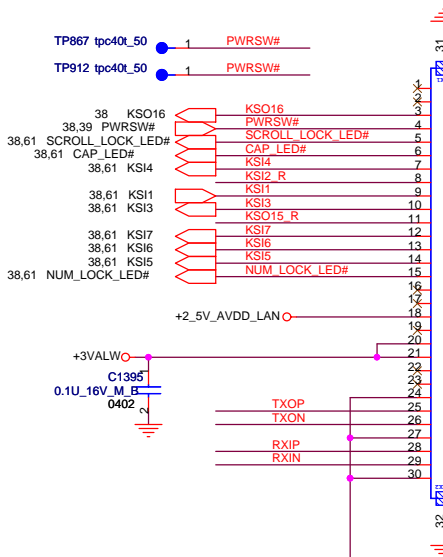 TP867 tpc40t_50 1 PWRSW#
31
TP912 tpc40t_50 1 PWRSW#
1
2
38 KSO16 KSO16 3
38,39 PWRSW# PWRSW# 4
38,61 SCROLL_LOCK_LED# SCROLL_LOCK_LED# 5
38,61 CAP_LED# CAP_LED# 6
38,61 KSI4 KSI4 7
KSI2_R 8
38,61 KSI1 KSI1 9
38,61 KSI3 KSI3 10
KSO15_R 11
38,61 KSI7 KSI7 12
38,61 KSI6 KSI6 13
38,61 KSI5 KSI5 14
38,61 NUM_LOCK_LED# NUM_LOCK_LED# 15
16
17
+2_5V_AVDD_LAN 18
19
20
+3VALW 21
1 22
C1395 23
0.1U_16V_M_B 24
0402 2
TXOP 25
TXON 26
27
RXIP 28
RXIN 29
30
32